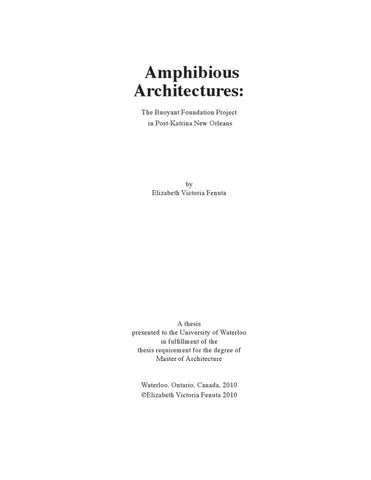 Amphibious
Architectures:
The Buoyant Foundation Project
in Post-Katrina New Orleans
by
Elizabeth Victoria Fenuta
A thesis
presented to the University of Waterloo
in fulfillment of the
thesis requirement for the degree of
Master of Architecture
Waterloo, Ontario, Canada, 2010
©Elizabeth Victoria Fenuta 2010